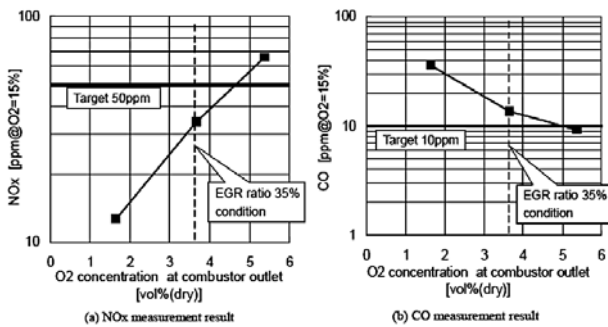 100
NOx [ppm@O2=15%]
Target 50ppm
EGR ratio 35%
condition
10
0 1 2 3 4 5 6
O2 concentration at combustor outlet
[vol%(dry)]
(a) NOx measurement result
100
CO [ppm@O2=15%]
10
Target 10ppm
EGR ratio 35%
condition
1
0 1 2 3 4 5 6
O2 concentration at combustor outlet
[vol%(dry)]
(b) CO measurement result